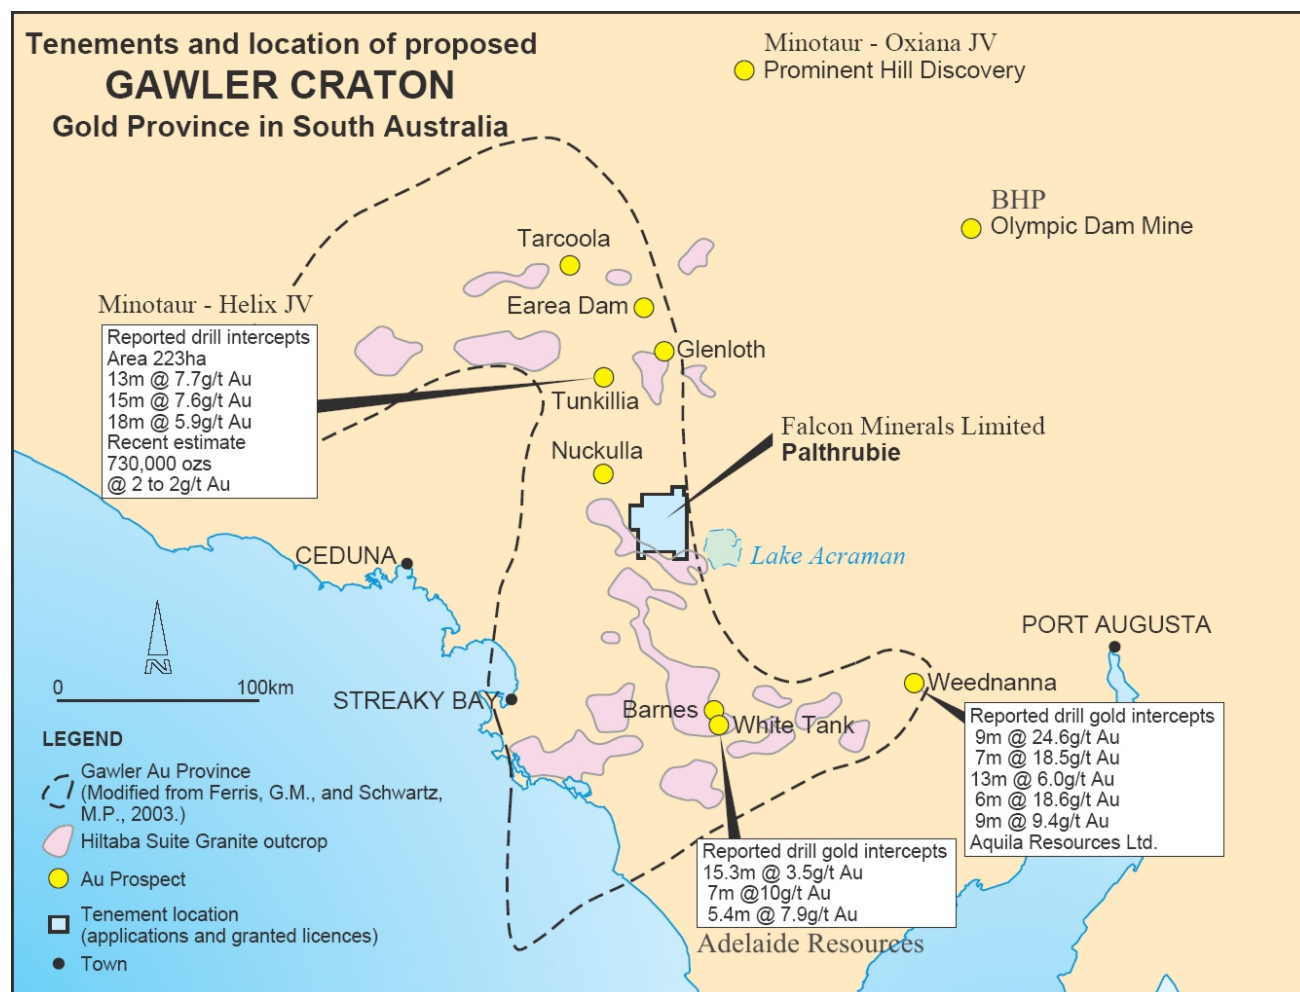 Tenements and location of proposed
GAWLER CRATON
Gold Province in South Australia
Minotaur - Oxiana JV
Prominent Hill Discovery
BHP
Olympic Dam Mine
Tarcoola
Earea Dam
Glenloth
Minotaur - Helix JV
Reported drill intercepts
Area 223ha
13m @ 7.7g/t Au
15m @ 7.6g/t Au
18m @ 5.9g/t Au
Recent estimate
730,000 ozs
@ 2 to 2g/t Au
Tunkillia
Nuckulla
Falcon Minerals Limited
Palthrubie
Lake Acraman
CEDUNA
N
0 100km
STREAKY BAY
PORT AUGUSTA
Weednanna
Reported drill gold intercepts
9m @ 24.6g/t Au
7m @ 18.5g/t Au
13m @ 6.0g/t Au
6m @ 18.6g/t Au
9m @ 9.4g/t Au
Aquila Resources Ltd.
Barnes
White Tank
Reported drill gold intercepts
15.3m @ 3.5g/t Au
7m @10g/t Au
5.4m @ 7.9g/t Au
Adelaide Resources
LEGEND
Gawler Au Province
(Modified from Ferris, G.M., and Schwartz,
M.P., 2003.)
Hiltaba Suite Granite outcrop
Au Prospect
Tenement location
(applications and granted licences)
Town